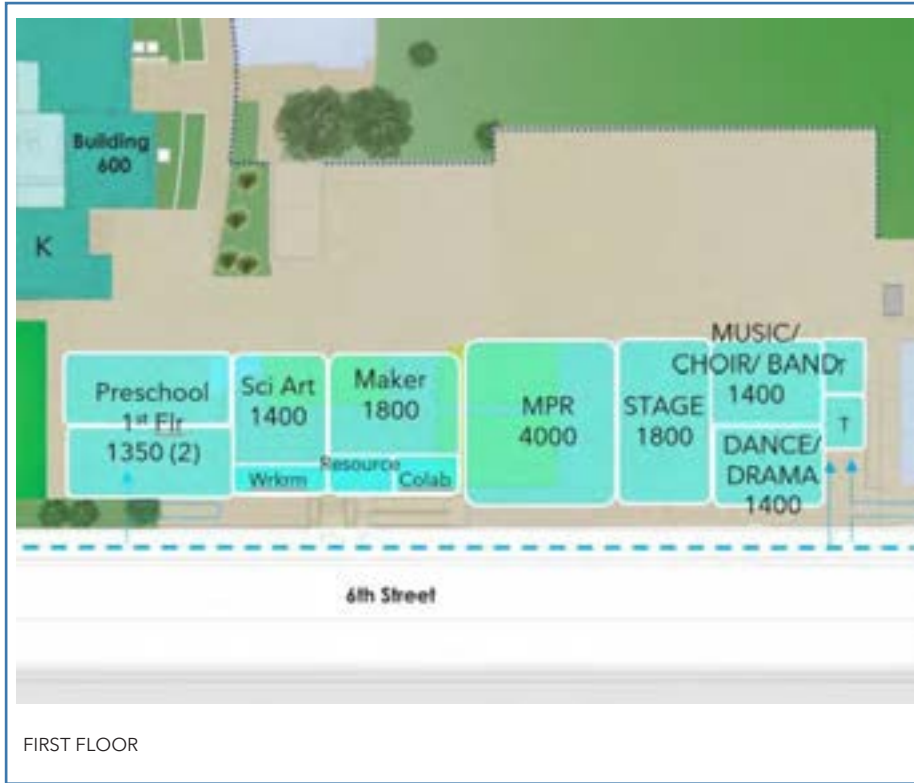 Building
600
K
Preschool
1st Flr
1350 (2)
Sci Art
1400
Wrkrm
Maker
1800
Resource
Colab
MPR
4000
STAGE
1800
MUSIC/
CHOIR/ BAND
1400
DANCE/
DRAMA
1400
T
T
6th Street
FIRST FLOOR